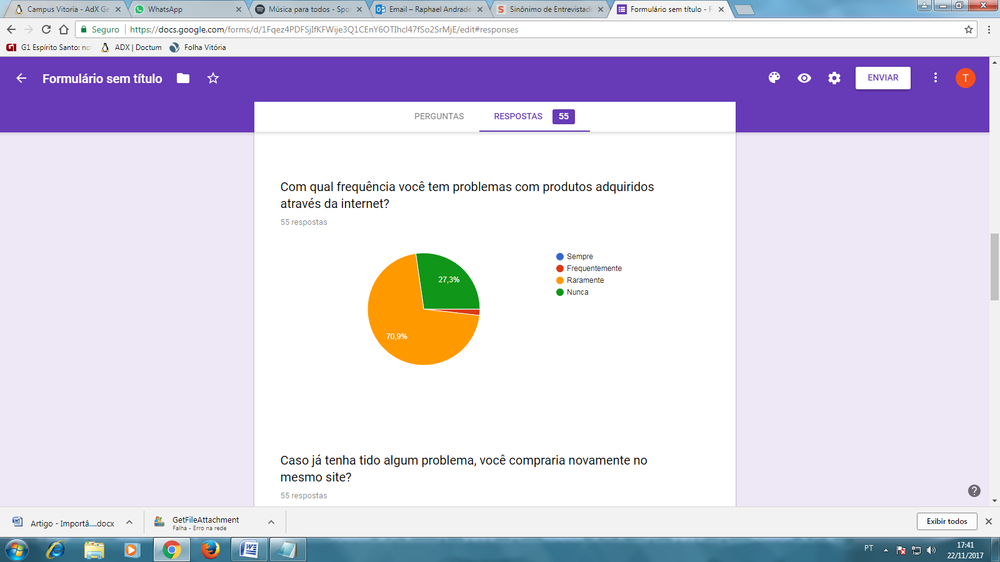 Campus Vitoria - AdX Ge
WhatsApp
Música para todos - Spo
Email – Raphael Andrade
Sinônimo de Entrevistad
Formulário sem título - F
Seguro
https://docs.google.com/forms/d/1Fqez4PDFSjIfKFWije3Q1CEnY6OTIhcl47fSo2SrMjE/edit#responses
G1 Espírito Santo: no
ADX | Doctum
Folha Vitória
Formulário sem título
ENVIAR
T
PERGUNTAS
RESPOSTAS 55
Com qual frequência você tem problemas com produtos adquiridos
através da internet?
55 respostas
27,3%
70,9%
Sempre
Frequentemente
Raramente
Nunca
Caso já tenha tido algum problema, você compraria novamente no
mesmo site?
55 respostas
Artigo - Importâ....docx
GetFileAttachment
Falha - Erro na rede
Exibir todos
PT
17:41
22/11/2017